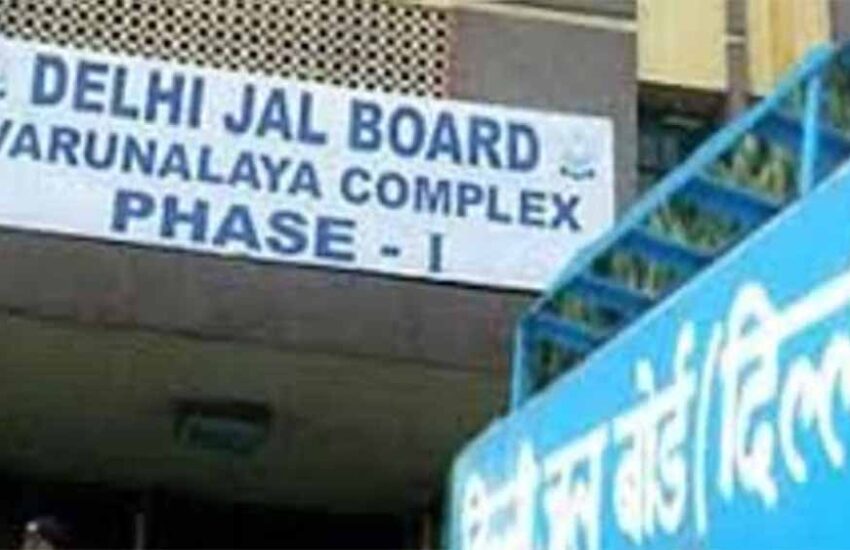 DELHI JAL BOARD
VARUNALAYA COMPLEX
PHASE - I
जल बोर्ड (दिल्ल